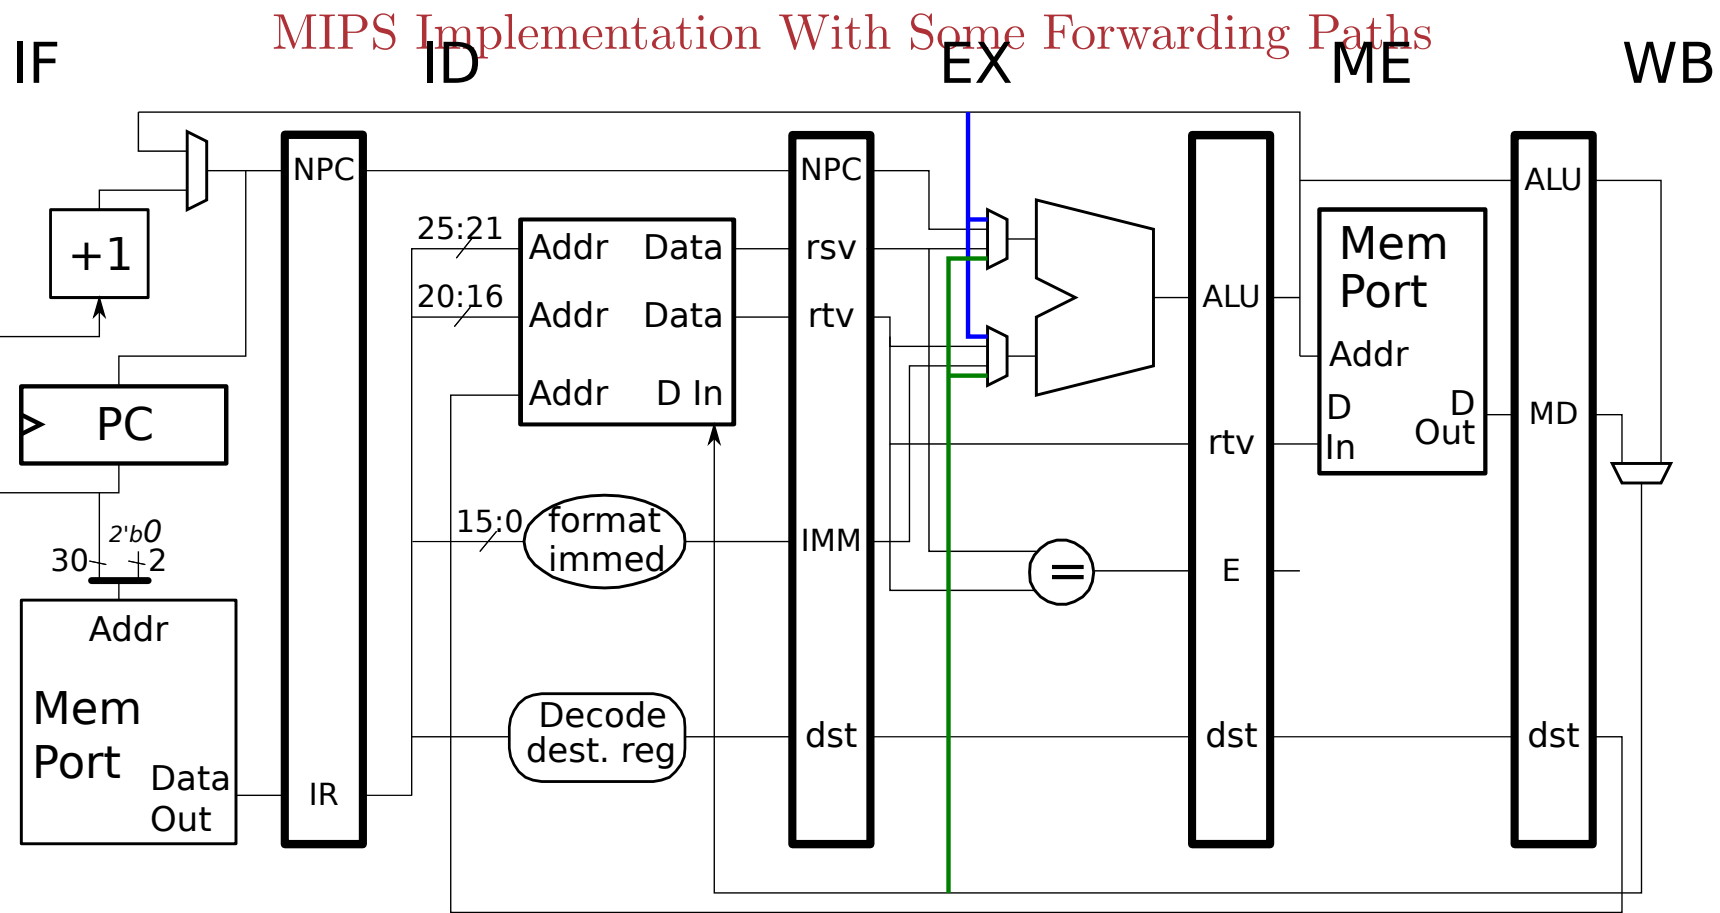 MIPS Implementation With Some Forwarding Paths
IF ID EX ME WB
+1
PC
30 2'b0 2
Addr
Mem
Port
Data
Out
NPC
IR
25:21
20:16
15:0
Addr Data
Addr Data
Addr D In
format
immed
Decode
dest. reg
NPC
rsv
rtv
IMM
dst
=
ALU
rtv
E
dst
Mem
Port
Addr
D
In
D
Out
ALU
MD
dst